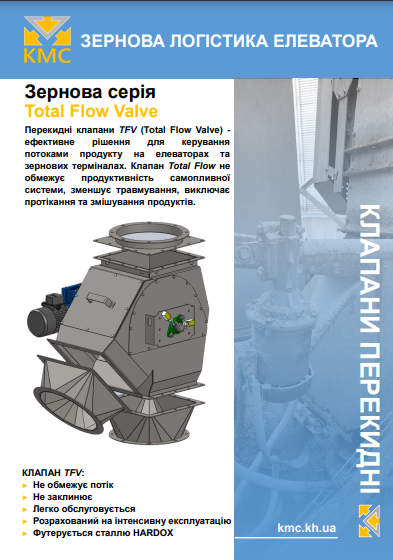 КМС
ЗЕРНОВА ЛОГІСТИКА ЕЛЕВАТОРА
Зернова серія
Total Flow Valve
Перекидні клапани TFV (Total Flow Valve) -
ефективне рішення для керування
потоками продукту на елеваторах та
зернових терміналах. Клапан Total Flow не
обмежує продуктивність самопливної
системи, зменшує травмування, виключає
протікання та змішування продуктів.
КЛАПАНИ ПЕРЕКИДНІ
КЛАПАН TFV:
► Не обмежує потік
► Не заклинює
► Легко обслуговується
► Розрахований на інтенсивну експлуатацію
► Футерується сталлю HARDOX
kmc.kh.ua